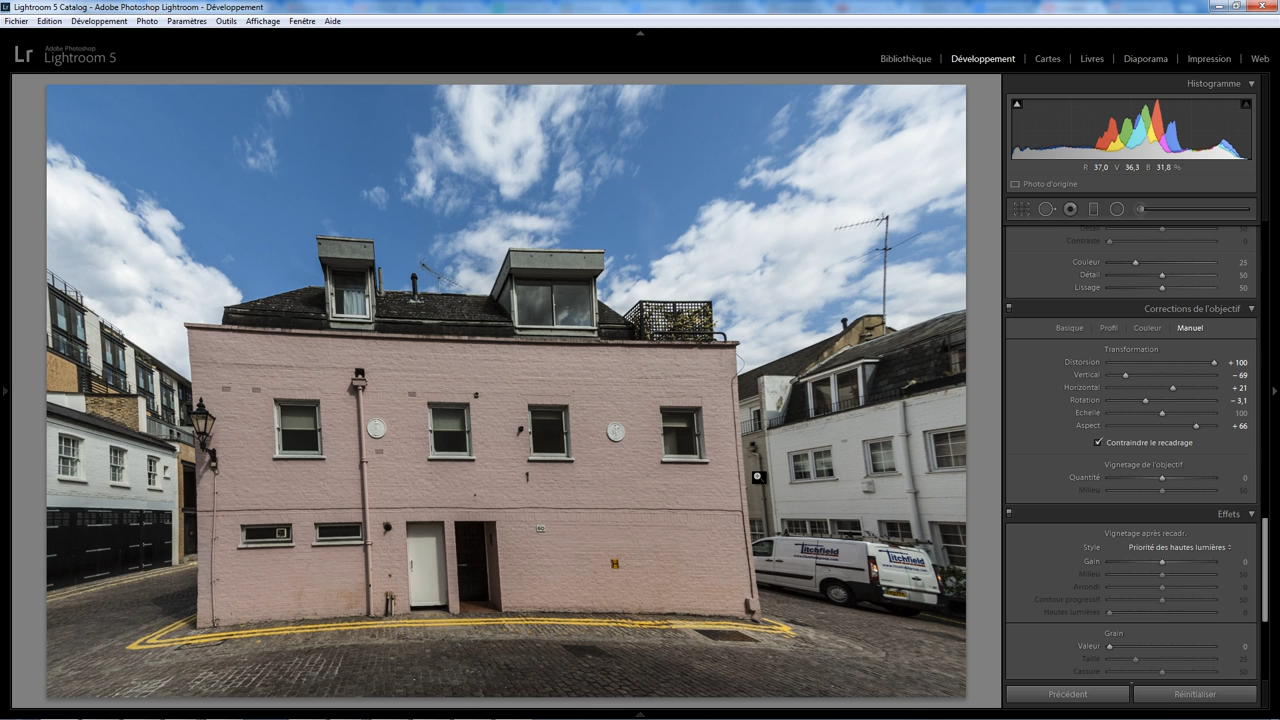 Lightroom 5 Catalog - Adobe Photoshop Lightroom - Développement
Fichier Edition Développement Photo Paramètres Outils Affichage Fenêtre Aide
Lr Adobe Photoshop
Lightroom 5
Bibliothèque | Développement | Cartes | Livres | Diaporama | Impression | Web
Histogramme
R 37,0 V 36,3 B 31,8 %
Photo d'origine
Détail 50
Contraste 0
Couleur 25
Détail 50
Lissage 50
Corrections de l'objectif
Basique Profil Couleur Manuel
Transformation
Distorsion + 100
Vertical - 69
Horizontal + 21
Rotation - 3,1
Echelle 100
Aspect + 66
Contraindre le recadrage
Vignetage de l'objectif
Quantité 0
Milieu 50
Effets
Vignetage après recadr.
Style Priorité des hautes lumières
Gain 0
Milieu 50
Arrondi 0
Contour progressif 50
Hautes lumières 0
Grain
Valeur 0
Taille 25
Cassure 50
Précédent Réinitialiser
60
Titchfield
Titchfield